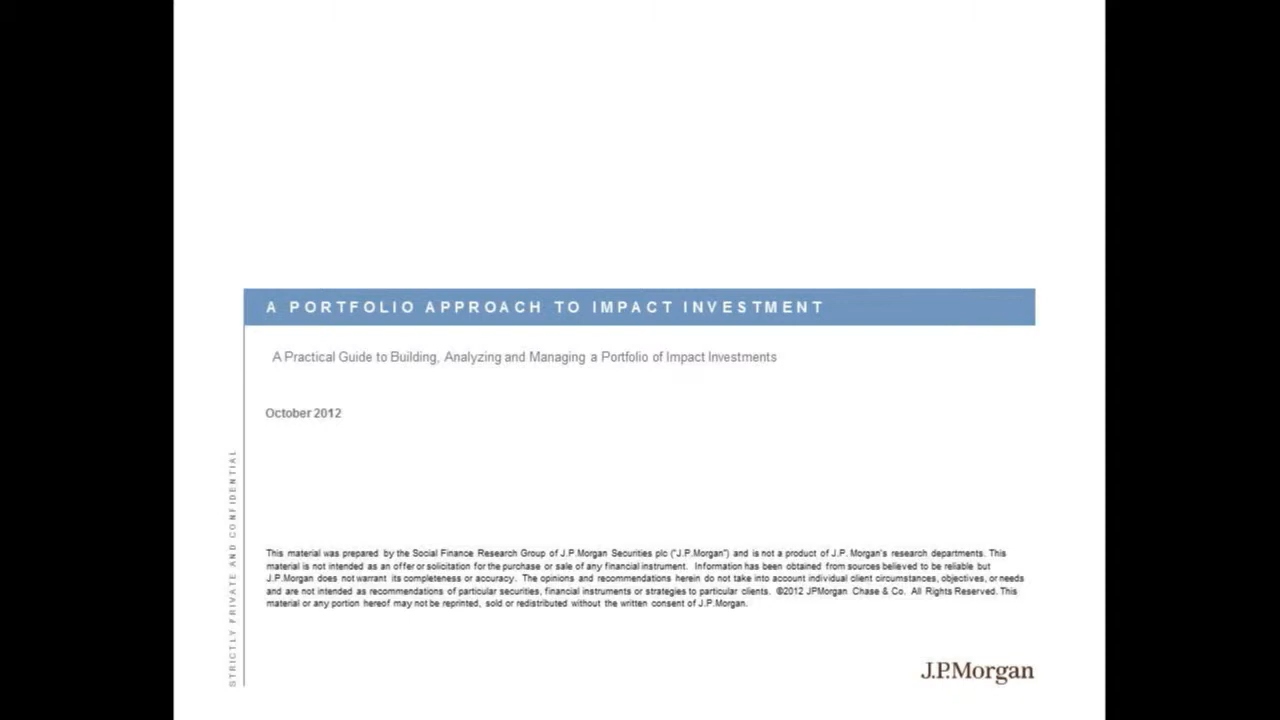 A PORTFOLIO APPROACH TO IMPACT INVESTMENT
A Practical Guide to Building, Analyzing and Managing a Portfolio of Impact Investments
October 2012
STRICTLY PRIVATE AND CONFIDENTIAL
This material was prepared by the Social Finance Research Group of J.P.Morgan Securities plc ("J.P.Morgan") and is not a product of J.P. Morgan's research departments. This
material is not intended as an offer or solicitation for the purchase or sale of any financial instrument. Information has been obtained from sources believed to be reliable but
J.P.Morgan does not warrant its completeness or accuracy. The opinions and recommendations herein do not take into account individual client circumstances, objectives, or needs
and are not intended as recommendations of particular securities, financial instruments or strategies to particular clients. ©2012 JPMorgan Chase & Co. All Rights Reserved. This
material or any portion hereof may not be reprinted, sold or redistributed without the written consent of J.P.Morgan.
J.P.Morgan